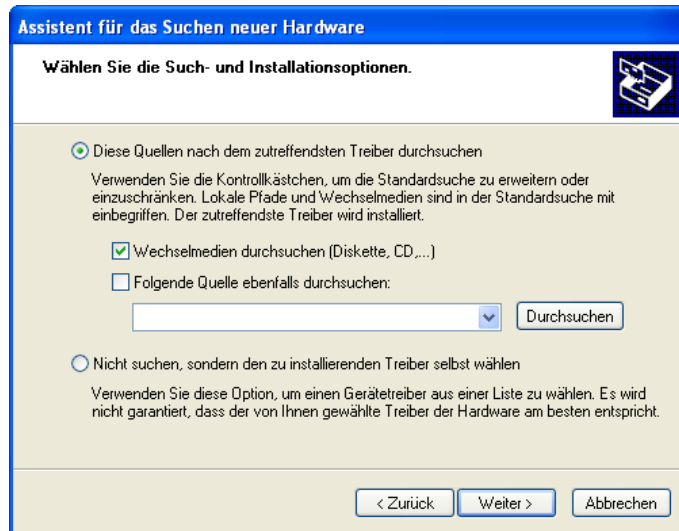 Assistent für das Suchen neuer Hardware
Wählen Sie die Such- und Installationsoptionen.
Diese Quellen nach dem zutreffendsten Treiber durchsuchen
Verwenden Sie die Kontrollkästchen, um die Standardsuche zu erweitern oder
einzuschränken. Lokale Pfade und Wechselmedien sind in der Standardsuche mit
einbegriffen. Der zutreffendste Treiber wird installiert.
Wechselmedien durchsuchen (Diskette, CD,...)
Folgende Quelle ebenfalls durchsuchen:
Durchsuchen
Nicht suchen, sondern den zu installierenden Treiber selbst wählen
Verwenden Sie diese Option, um einen Gerätetreiber aus einer Liste zu wählen. Es wird
nicht garantiert, dass der von Ihnen gewählte Treiber der Hardware am besten entspricht.
< Zurück Weiter > Abbrechen